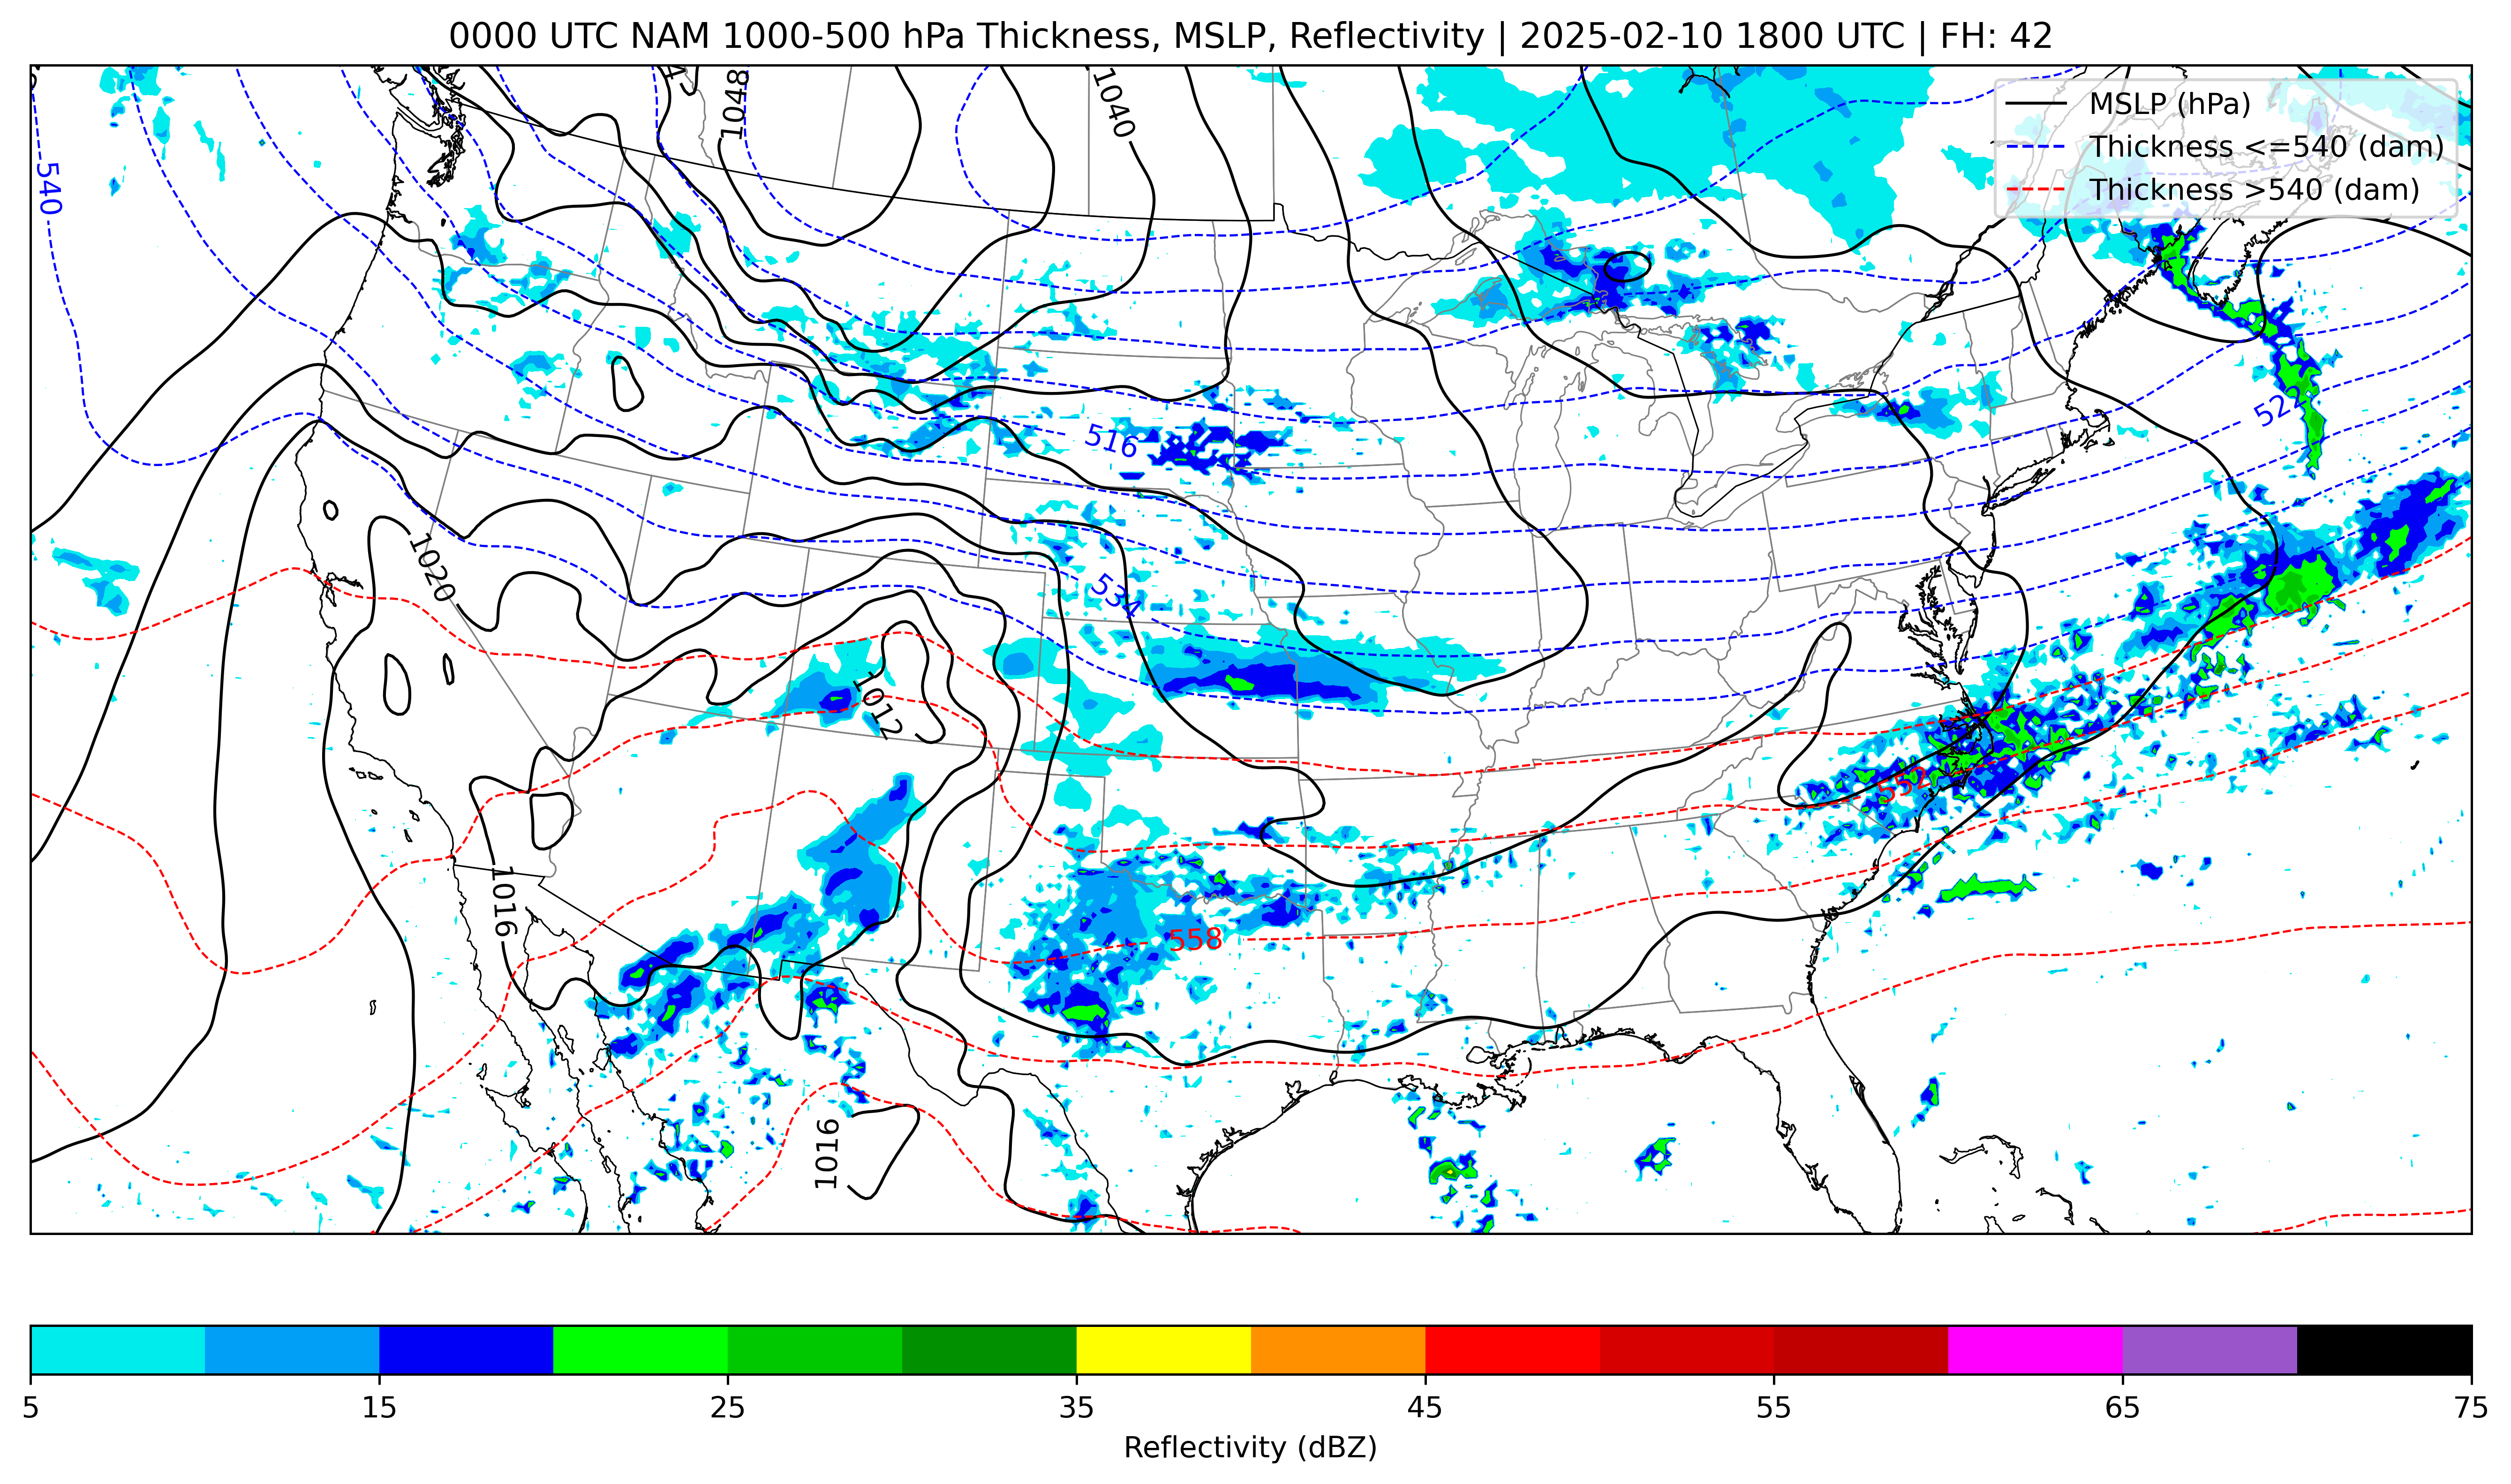 0000 UTC NAM 1000-500 hPa Thickness, MSLP, Reflectivity | 2025-02-10 1800 UTC | FH: 42
MSLP (hPa)
Thickness <=540 (dam)
Thickness >540 (dam)
1048
1040
540
522
516
1020
534
1012
552
1016
558
1016
5 15 25 35 45 55 65 75
Reflectivity (dBZ)